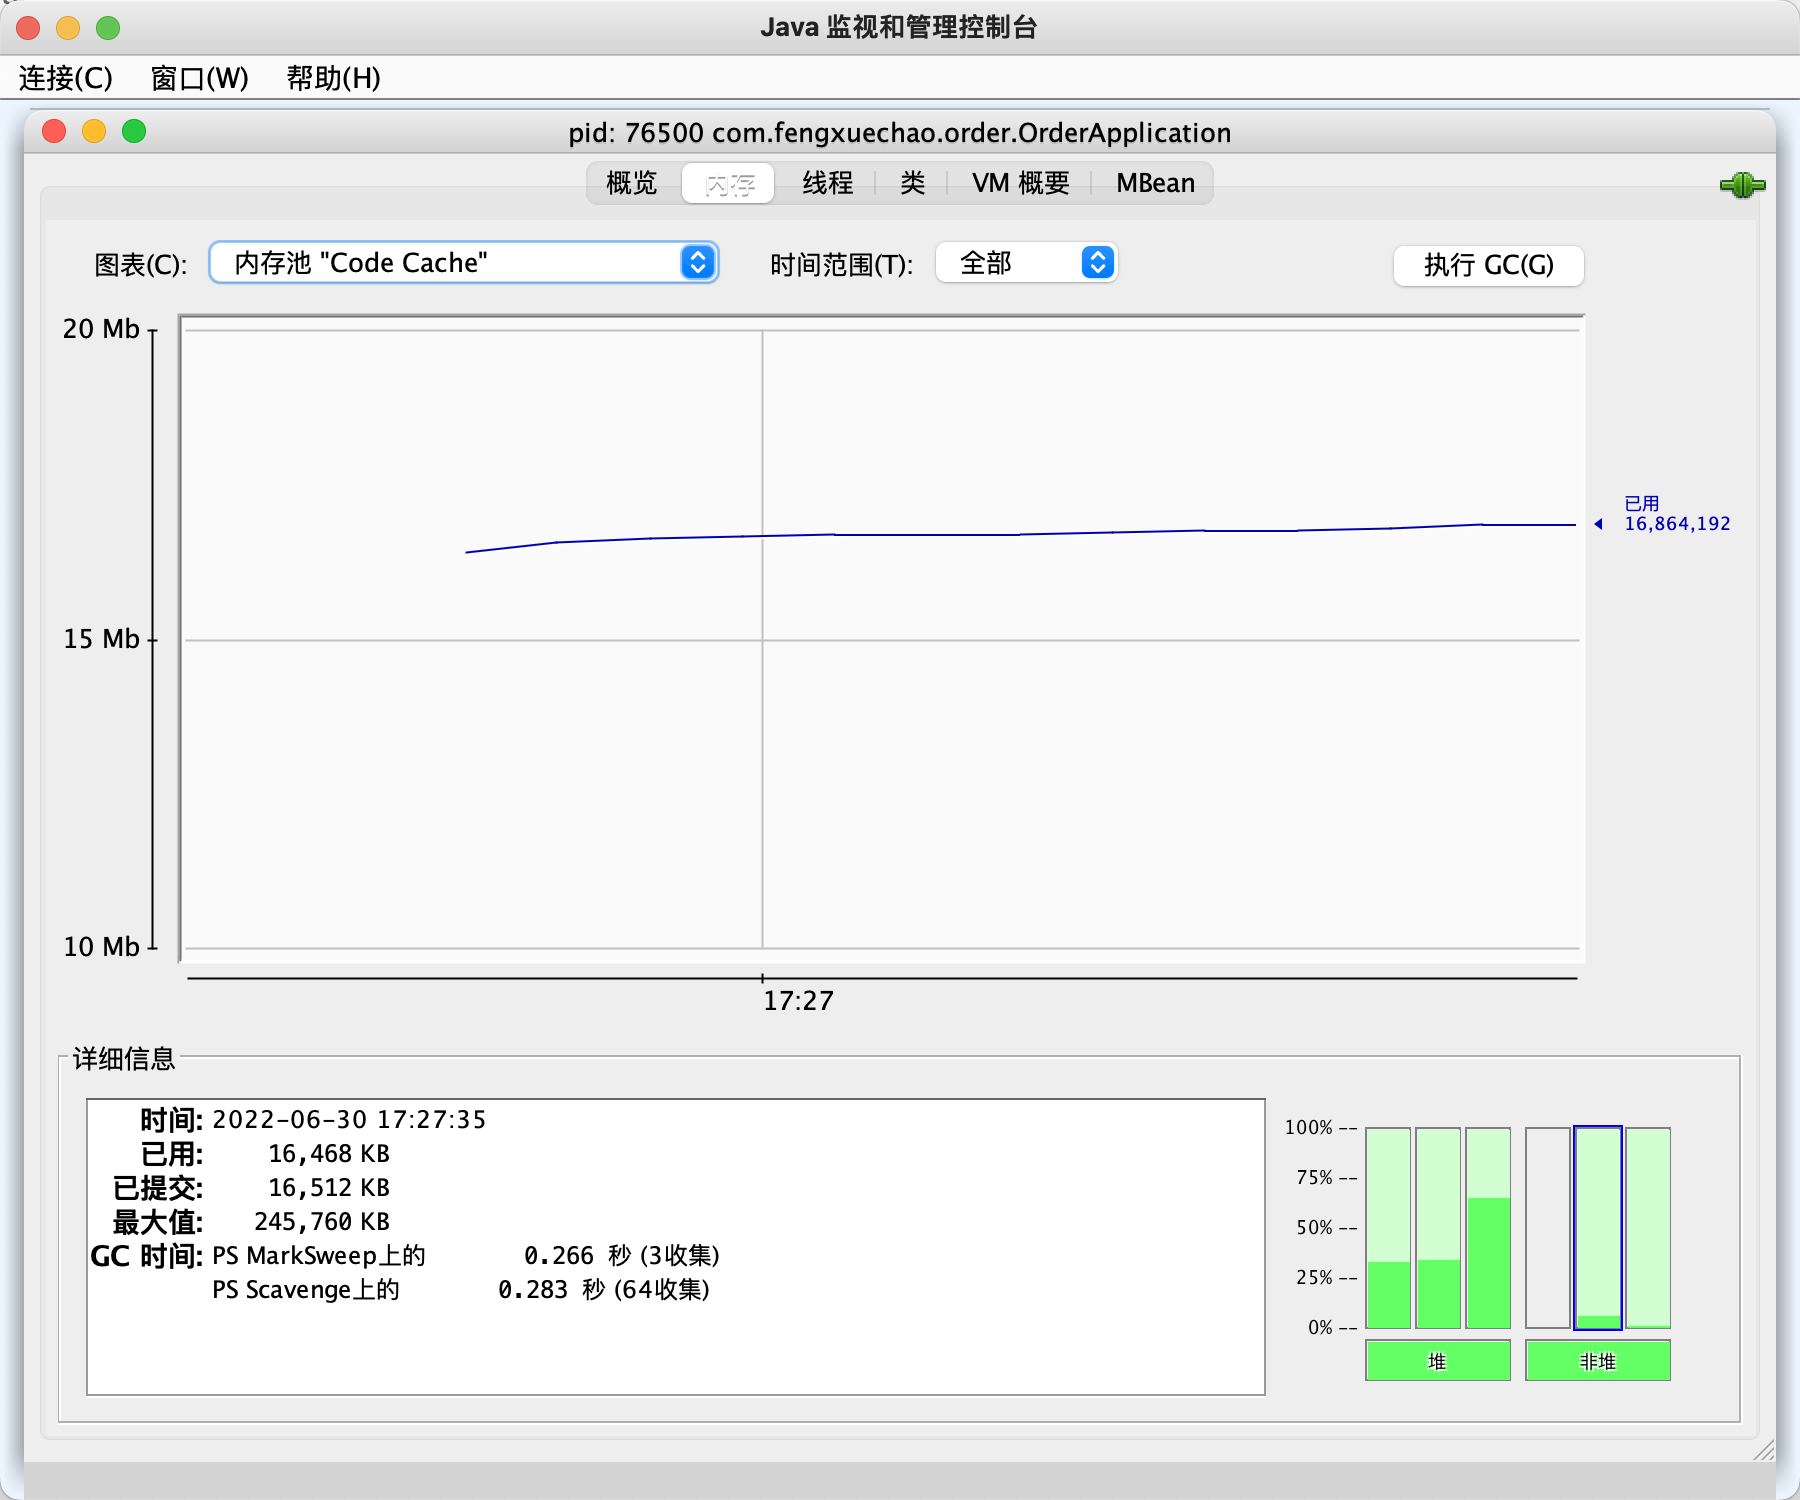 Java 监视和管理控制台
连接(C) 窗口(W) 帮助(H)
pid: 76500 com.fengxuechao.order.OrderApplication
概览 内存 线程 类 VM 概要 MBean
图表(C): 内存池 "Code Cache" 时间范围(T): 全部 执行 GC(G)
20 Mb
已用
16,864,192
15 Mb
10 Mb
17:27
详细信息
时间: 2022-06-30 17:27:35
已用: 16,468 KB
已提交: 16,512 KB
最大值: 245,760 KB
GC 时间: PS MarkSweep上的 0.266 秒 (3收集)
PS Scavenge上的 0.283 秒 (64收集)
100% --
75% --
50% --
25% --
0% --
堆 非堆